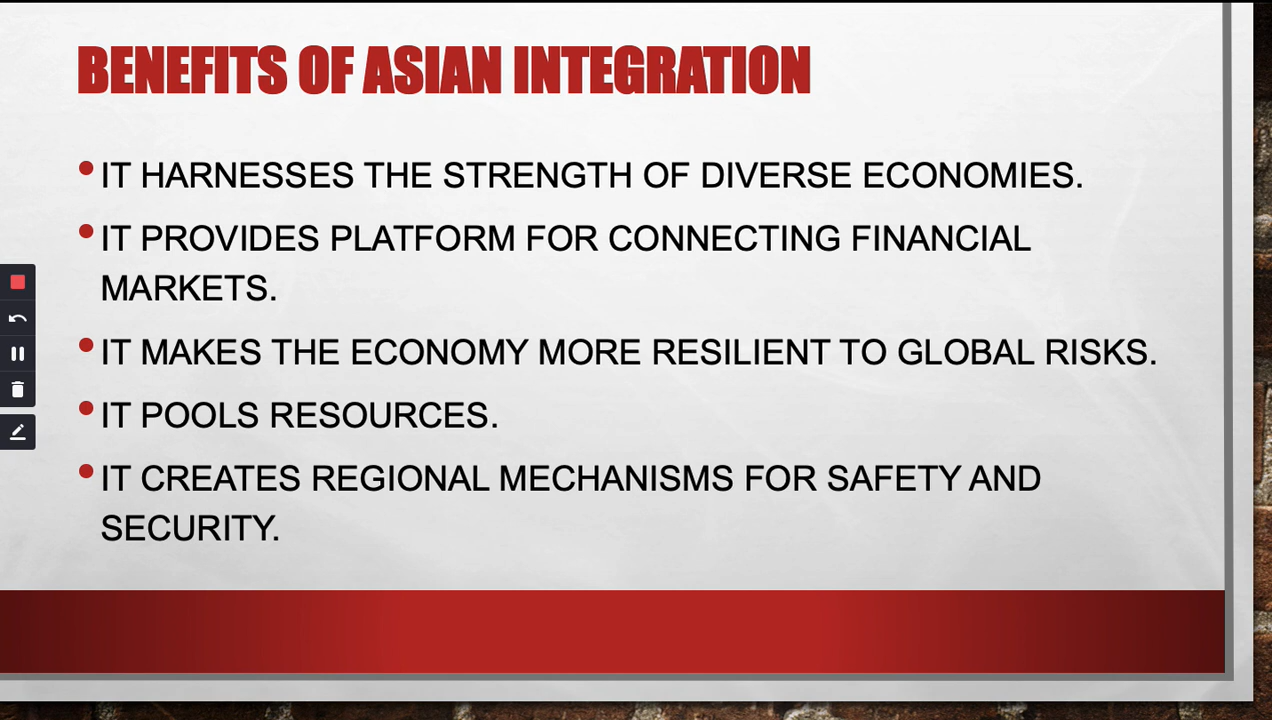 BENEFITS OF ASIAN INTEGRATION
• IT HARNESSES THE STRENGTH OF DIVERSE ECONOMIES.
• IT PROVIDES PLATFORM FOR CONNECTING FINANCIAL
MARKETS.
• IT MAKES THE ECONOMY MORE RESILIENT TO GLOBAL RISKS.
• IT POOLS RESOURCES.
• IT CREATES REGIONAL MECHANISMS FOR SAFETY AND
SECURITY.